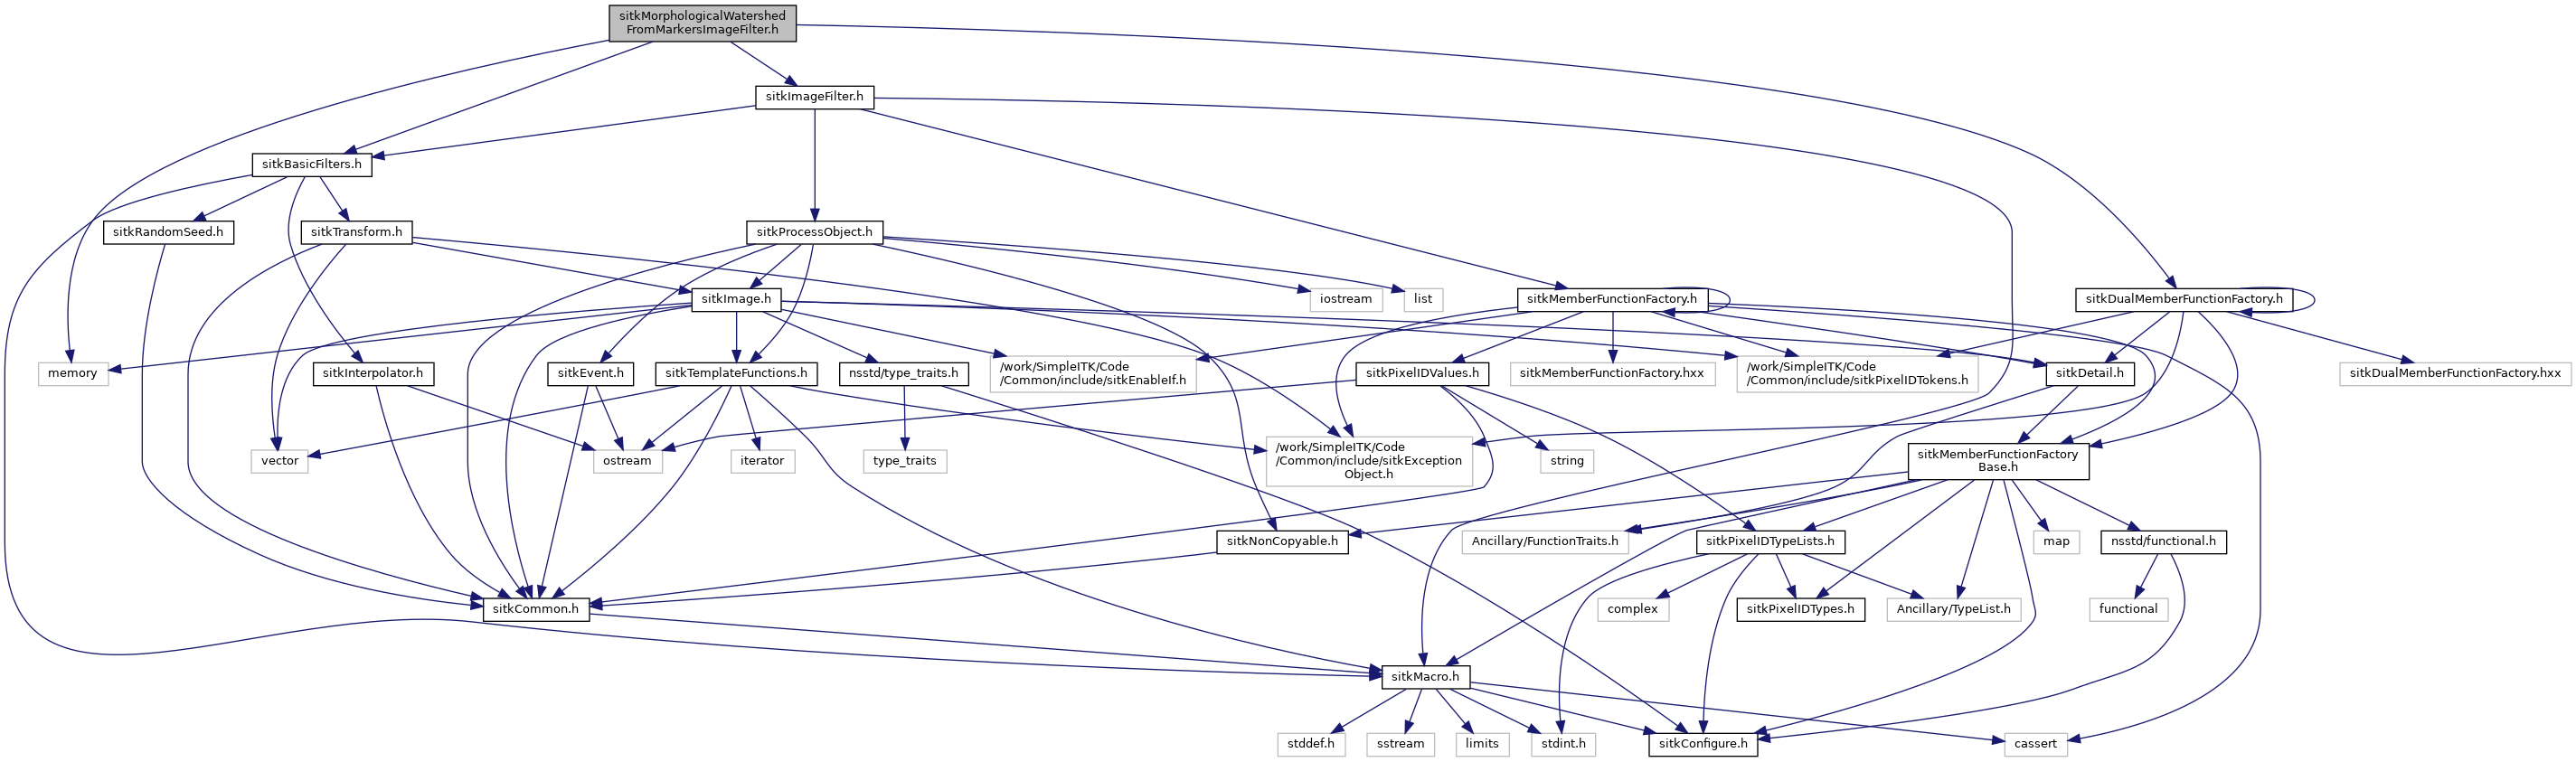 sitkMorphologicalWatershed
FromMarkersImageFilter.h
sitkImageFilter.h
sitkBasicFilters.h
sitkRandomSeed.h
sitkTransform.h
sitkProcessObject.h
sitkImage.h
iostream
list
sitkMemberFunctionFactory.h
sitkDualMemberFunctionFactory.h
memory
sitkInterpolator.h
sitkEvent.h
sitkTemplateFunctions.h
nsstd/type_traits.h
/work/SimpleITK/Code
/Common/include/sitkEnableIf.h
sitkPixelIDValues.h
sitkMemberFunctionFactory.hxx
/work/SimpleITK/Code
/Common/include/sitkPixelIDTokens.h
sitkDetail.h
sitkDualMemberFunctionFactory.hxx
vector
ostream
iterator
type_traits
/work/SimpleITK/Code
/Common/include/sitkException
Object.h
string
sitkMemberFunctionFactory
Base.h
sitkNonCopyable.h
Ancillary/FunctionTraits.h
sitkPixelIDTypeLists.h
map
nsstd/functional.h
sitkCommon.h
complex
sitkPixelIDTypes.h
Ancillary/TypeList.h
functional
sitkMacro.h
stddef.h
sstream
limits
stdint.h
sitkConfigure.h
cassert